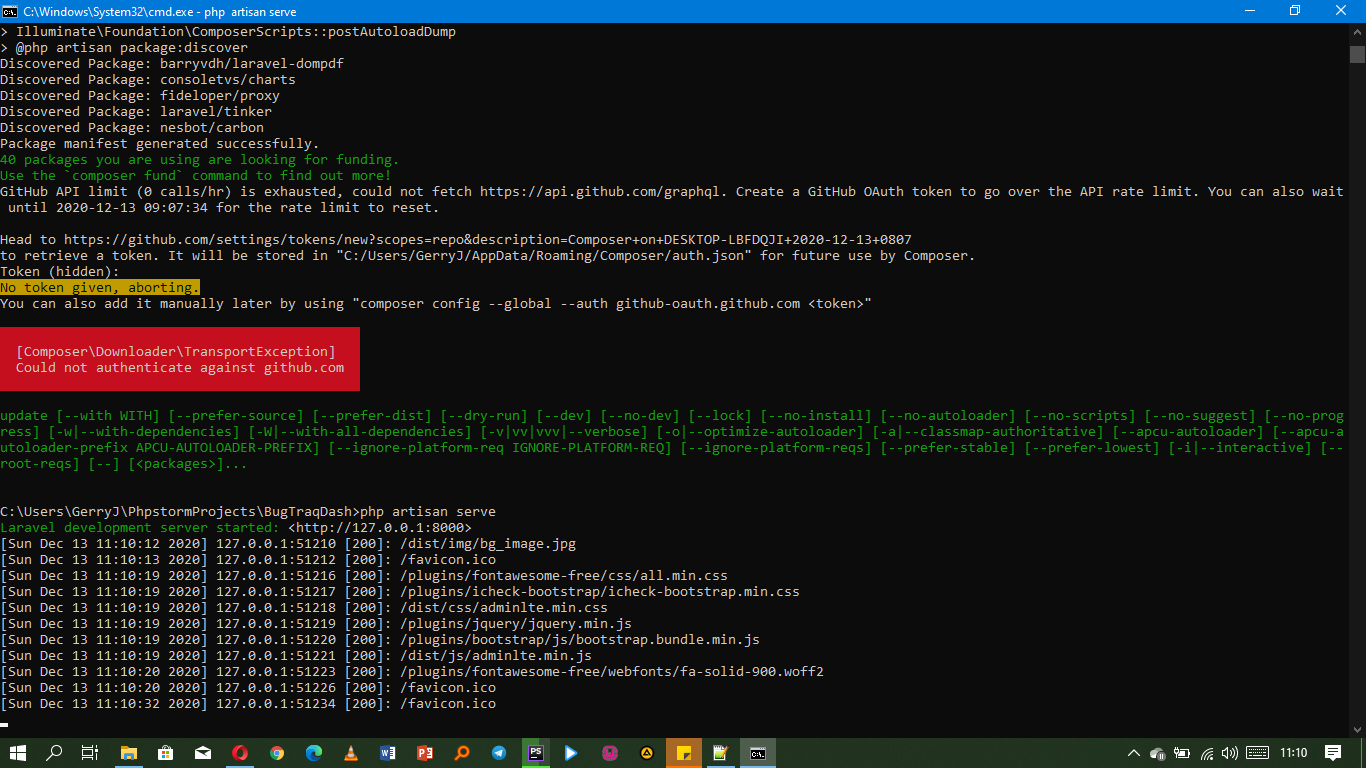 C:\Windows\System32\cmd.exe - php  artisan serve
> Illuminate\Foundation\ComposerScripts::postAutoloadDump
> @php artisan package:discover
Discovered Package: barryvdh/laravel-dompdf
Discovered Package: consoletvs/charts
Discovered Package: fideloper/proxy
Discovered Package: laravel/tinker
Discovered Package: nesbot/carbon
Package manifest generated successfully.
40 packages you are using are looking for funding.
Use the `composer fund` command to find out more!
GitHub API limit (0 calls/hr) is exhausted, could not fetch https://api.github.com/graphql. Create a GitHub OAuth token to go over the API rate limit. You can also wait
until 2020-12-13 09:07:34 for the rate limit to reset.
Head to https://github.com/settings/tokens/new?scopes=repo&description=Composer+on+DESKTOP-LBFDQJI+2020-12-13+0807
to retrieve a token. It will be stored in "C:/Users/GerryJ/AppData/Roaming/Composer/auth.json" for future use by Composer.
Token (hidden):
No token given, aborting.
You can also add it manually later by using "composer config --global --auth github-oauth.github.com <token>"
[Composer\Downloader\TransportException]
Could not authenticate against github.com
update [--with WITH] [--prefer-source] [--prefer-dist] [--dry-run] [--dev] [--no-dev] [--lock] [--no-install] [--no-autoloader] [--no-scripts] [--no-suggest] [--no-prog
ress] [-w|--with-dependencies] [-W|--with-all-dependencies] [-v|vv|vvv|--verbose] [-o|--optimize-autoloader] [-a|--classmap-authoritative] [--apcu-autoloader] [--apcu-a
utoloader-prefix APCU-AUTOLOADER-PREFIX] [--ignore-platform-req IGNORE-PLATFORM-REQ] [--ignore-platform-reqs] [--prefer-stable] [--prefer-lowest] [-i|--interactive] [--
root-reqs] [--] [<packages>]...
C:\Users\GerryJ\PhpstormProjects\BugTraqDash>php artisan serve
Laravel development server started: <http://127.0.0.1:8000>
[Sun Dec 13 11:10:12 2020] 127.0.0.1:51210 [200]: /dist/img/bg_image.jpg
[Sun Dec 13 11:10:13 2020] 127.0.0.1:51212 [200]: /favicon.ico
[Sun Dec 13 11:10:19 2020] 127.0.0.1:51216 [200]: /plugins/fontawesome-free/css/all.min.css
[Sun Dec 13 11:10:19 2020] 127.0.0.1:51217 [200]: /plugins/icheck-bootstrap/icheck-bootstrap.min.css
[Sun Dec 13 11:10:19 2020] 127.0.0.1:51218 [200]: /dist/css/adminlte.min.css
[Sun Dec 13 11:10:19 2020] 127.0.0.1:51219 [200]: /plugins/jquery/jquery.min.js
[Sun Dec 13 11:10:19 2020] 127.0.0.1:51220 [200]: /plugins/bootstrap/js/bootstrap.bundle.min.js
[Sun Dec 13 11:10:19 2020] 127.0.0.1:51221 [200]: /dist/js/adminlte.min.js
[Sun Dec 13 11:10:20 2020] 127.0.0.1:51223 [200]: /plugins/fontawesome-free/webfonts/fa-solid-900.woff2
[Sun Dec 13 11:10:20 2020] 127.0.0.1:51226 [200]: /favicon.ico
[Sun Dec 13 11:10:32 2020] 127.0.0.1:51234 [200]: /favicon.ico
11:10